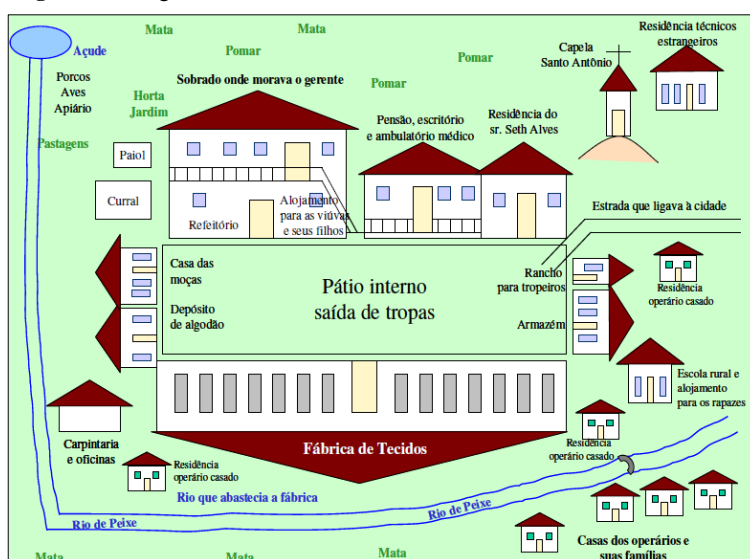 Mata
Mata
Pomar
Açude
Sobrado onde morava o gerente
Pomar
Capela
Santo Antônio
Residência técnicos
estrangeiros
Porcos
Aves
Apiário
Horta
Jardim
Pastagens
Paiol
Curral
Pensão, escritório
e ambulatório médico
Residência do
sr. Seth Alves
Refeitório
Alojamento
para as viúvas
e seus filhos
Estrada que ligava à cidade
Casa das
moças
Depósito
de algodão
Pátio interno
saída de tropas
Rancho
para tropeiros
Armazém
Residência
operário casado
Escola rural e
alojamento
para os rapazes
Carpintaria
e oficinas
Residência
operário casado
Fábrica de Tecidos
Residência
operário casado
Rio que abastecia a fábrica
Rio de Peixe
Rio de Peixe
Casas dos operários e
suas famílias
Mata
Mata
Mata